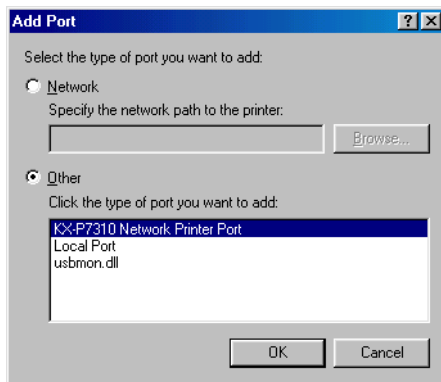 Add Port
Select the type of port you want to add:
Network
Specify the network path to the printer:
Browse...
Other
Click the type of port you want to add:
KX-P7310 Network Printer Port
Local Port
usbmon.dll
OK
Cancel